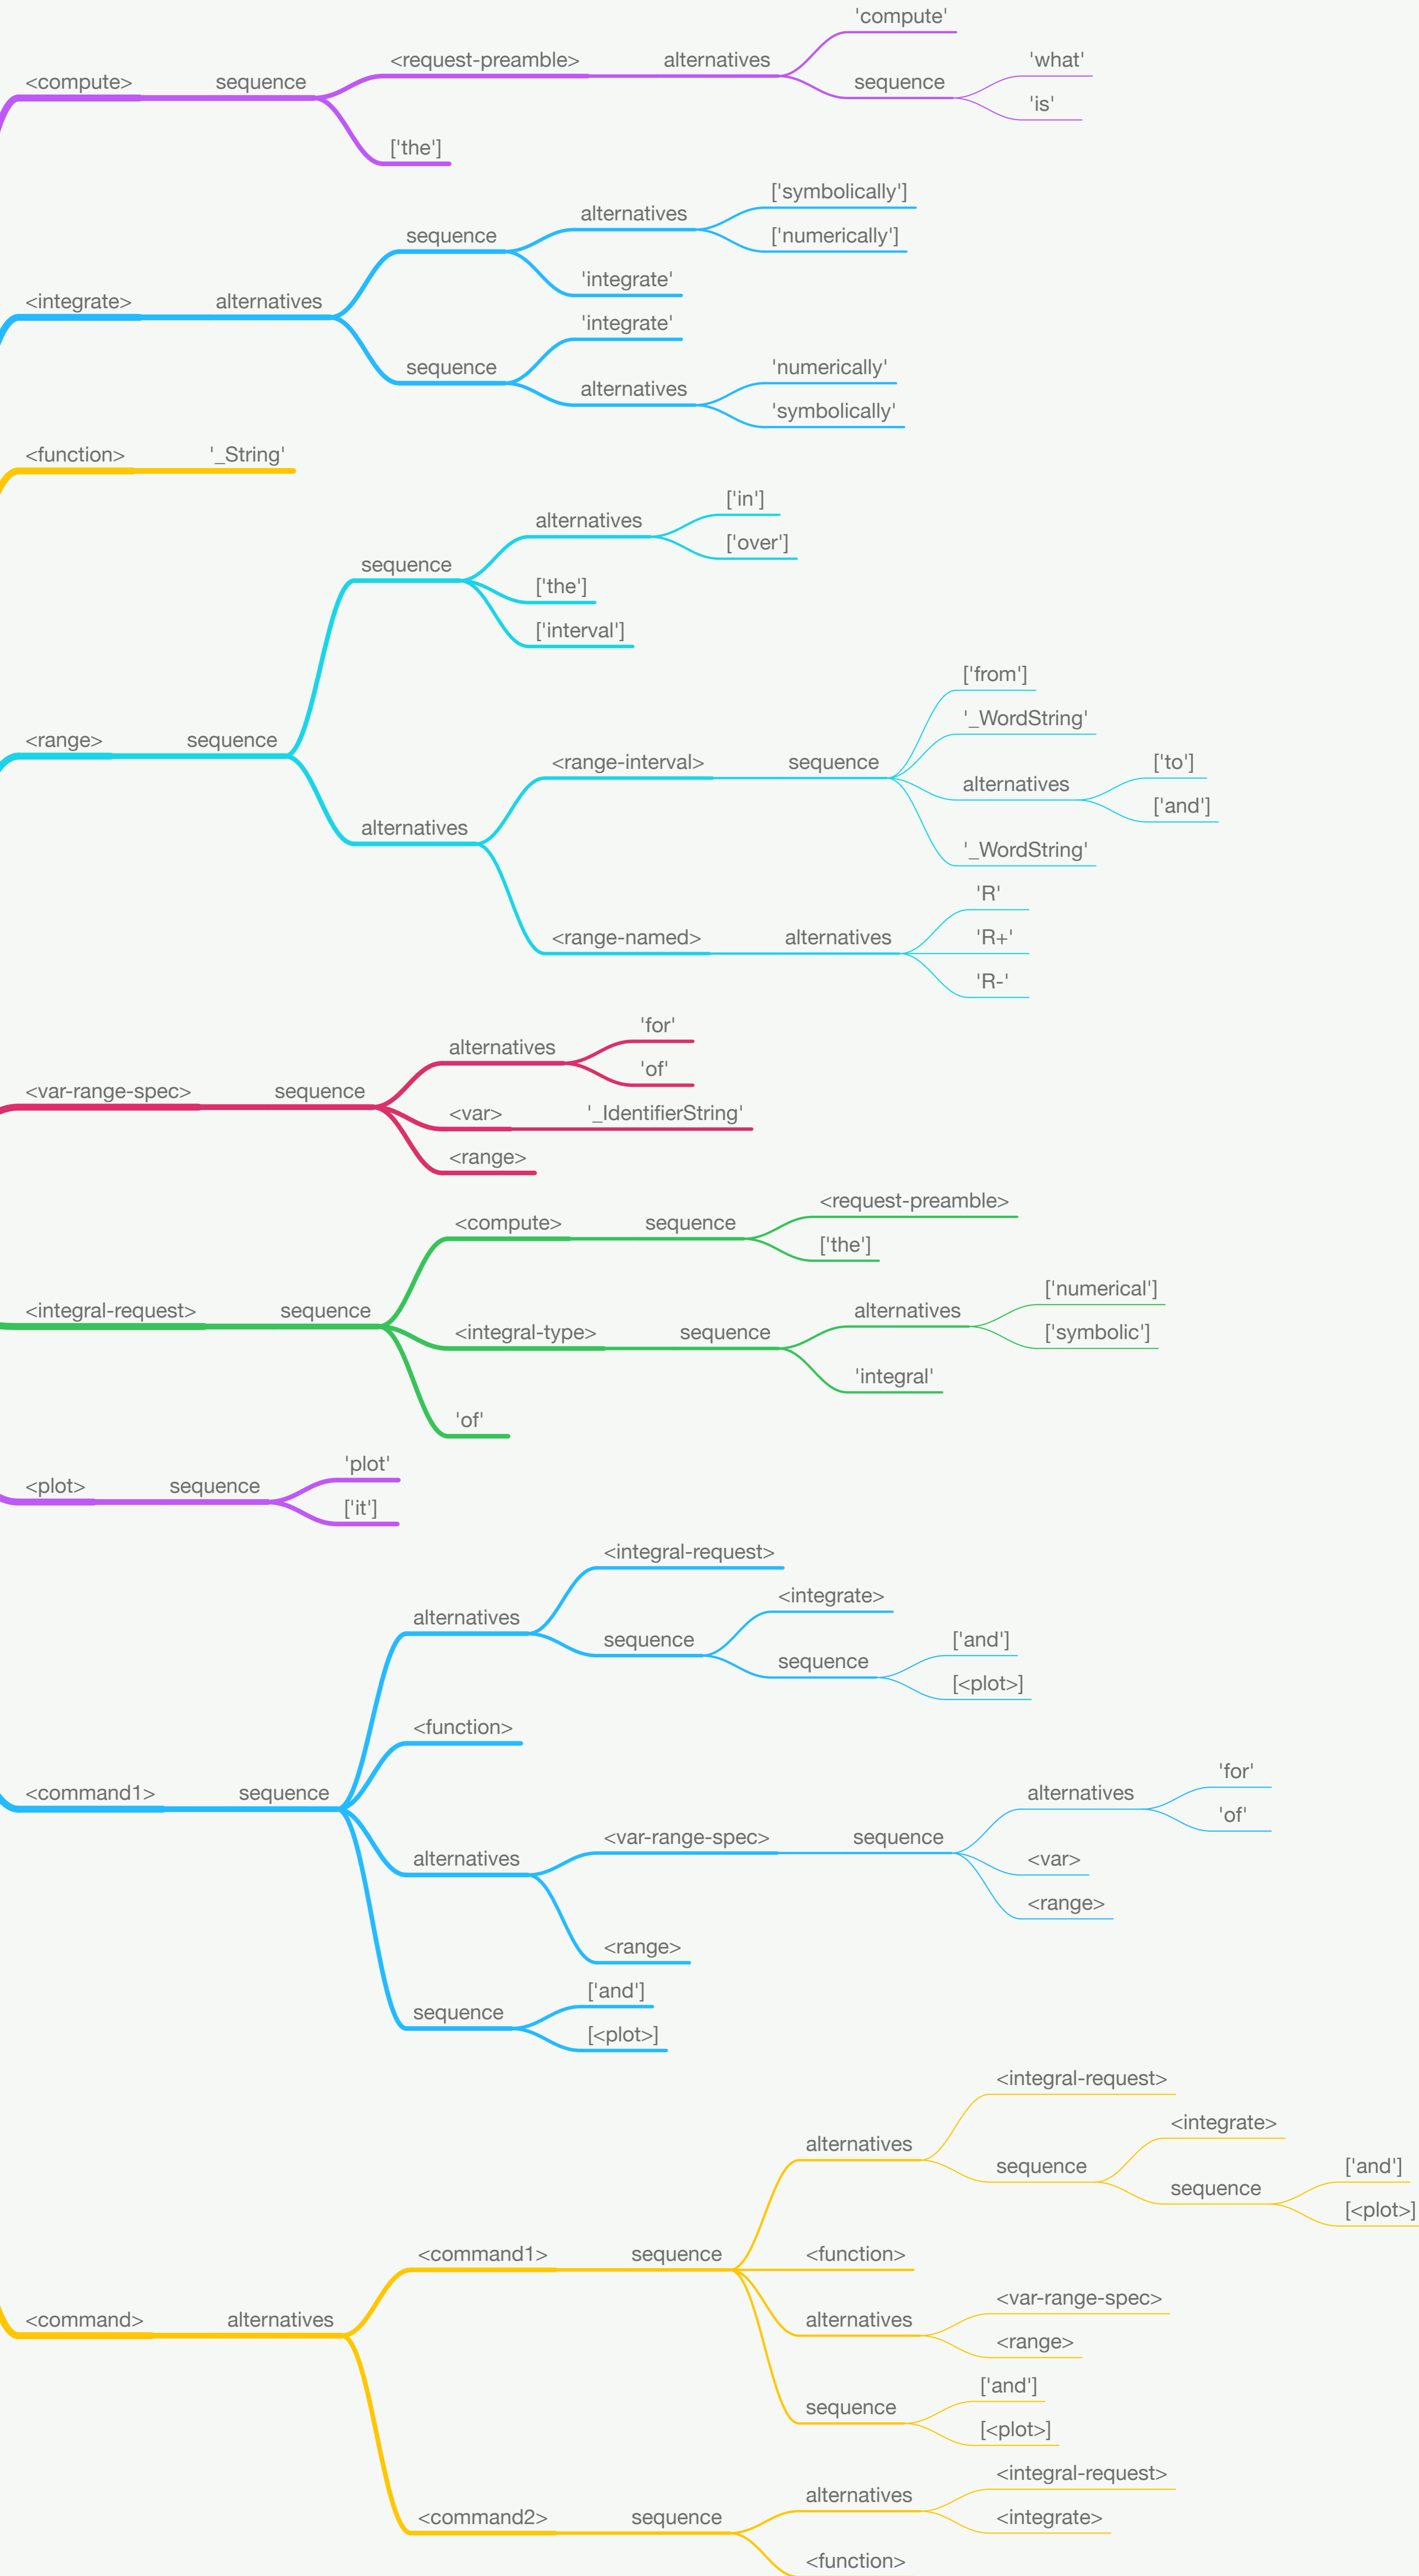 'compute'
<request-preamble> alternatives 'what'
<compute> sequence sequence
'is'
['the']
['symbolically']
alternatives
sequence ['numerically']
'integrate'
<integrate> alternatives
'integrate'
sequence 'numerically'
alternatives
'symbolically'
<function> '_String'
['in']
alternatives
['over']
sequence
['the']
['interval']
['from']
'_WordString'
<range> sequence
<range-interval> sequence ['to']
alternatives
['and']
alternatives
'_WordString'
'R'
<range-named> alternatives 'R+'
'R-'
'for'
alternatives
'of'
<var-range-spec> sequence
<var> '_IdentifierString'
<range>
<request-preamble>
<compute> sequence
['the']
['numerical']
<integral-request> sequence alternatives
<integral-type> sequence ['symbolic']
'integral'
'of'
'plot'
<plot> sequence
['it']
<integral-request>
<integrate>
alternatives
sequence ['and']
sequence
[<plot>]
<function>
'for'
<command1> sequence alternatives
'of'
<var-range-spec> sequence
alternatives
<var>
<range>
<range>
['and']
sequence
[<plot>]
<integral-request>
<integrate>
alternatives
sequence ['and']
sequence
[<plot>]
<command1> sequence <function>
<var-range-spec>
<command> alternatives alternatives
<range>
['and']
sequence
[<plot>]
<integral-request>
alternatives
<command2> sequence <integrate>
<function>